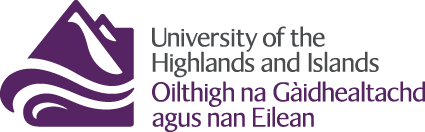 University of the
Highlands and Islands
Oilthigh na Gàidhealtachd
agus nan Eilean